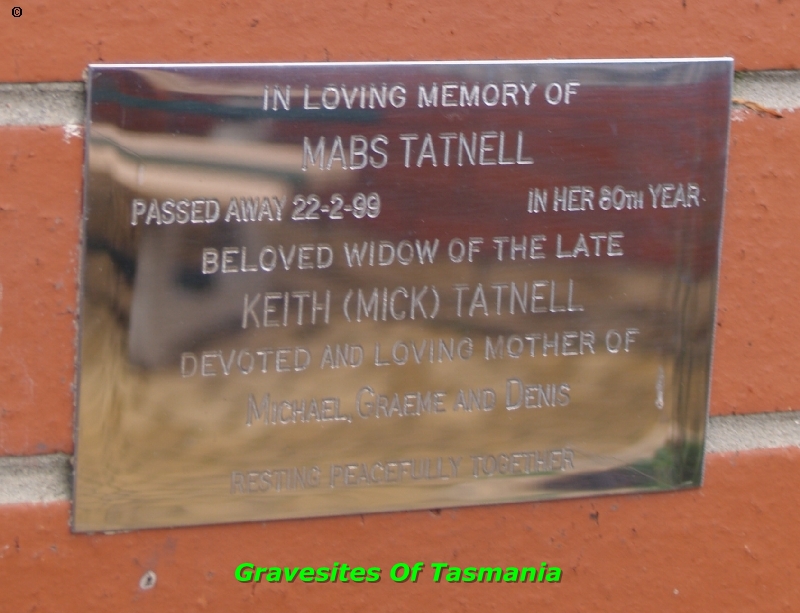 ©
IN LOVING MEMORY OF
MABS TATNELL
PASSED AWAY 22-2-99 IN HER 80TH YEAR
BELOVED WIDOW OF THE LATE
KEITH (MICK) TATNELL
DEVOTED AND LOVING MOTHER OF
MICHAEL, GRAEME AND DENIS
RESTING PEACEFULLY TOGETHER
Gravesites Of Tasmania